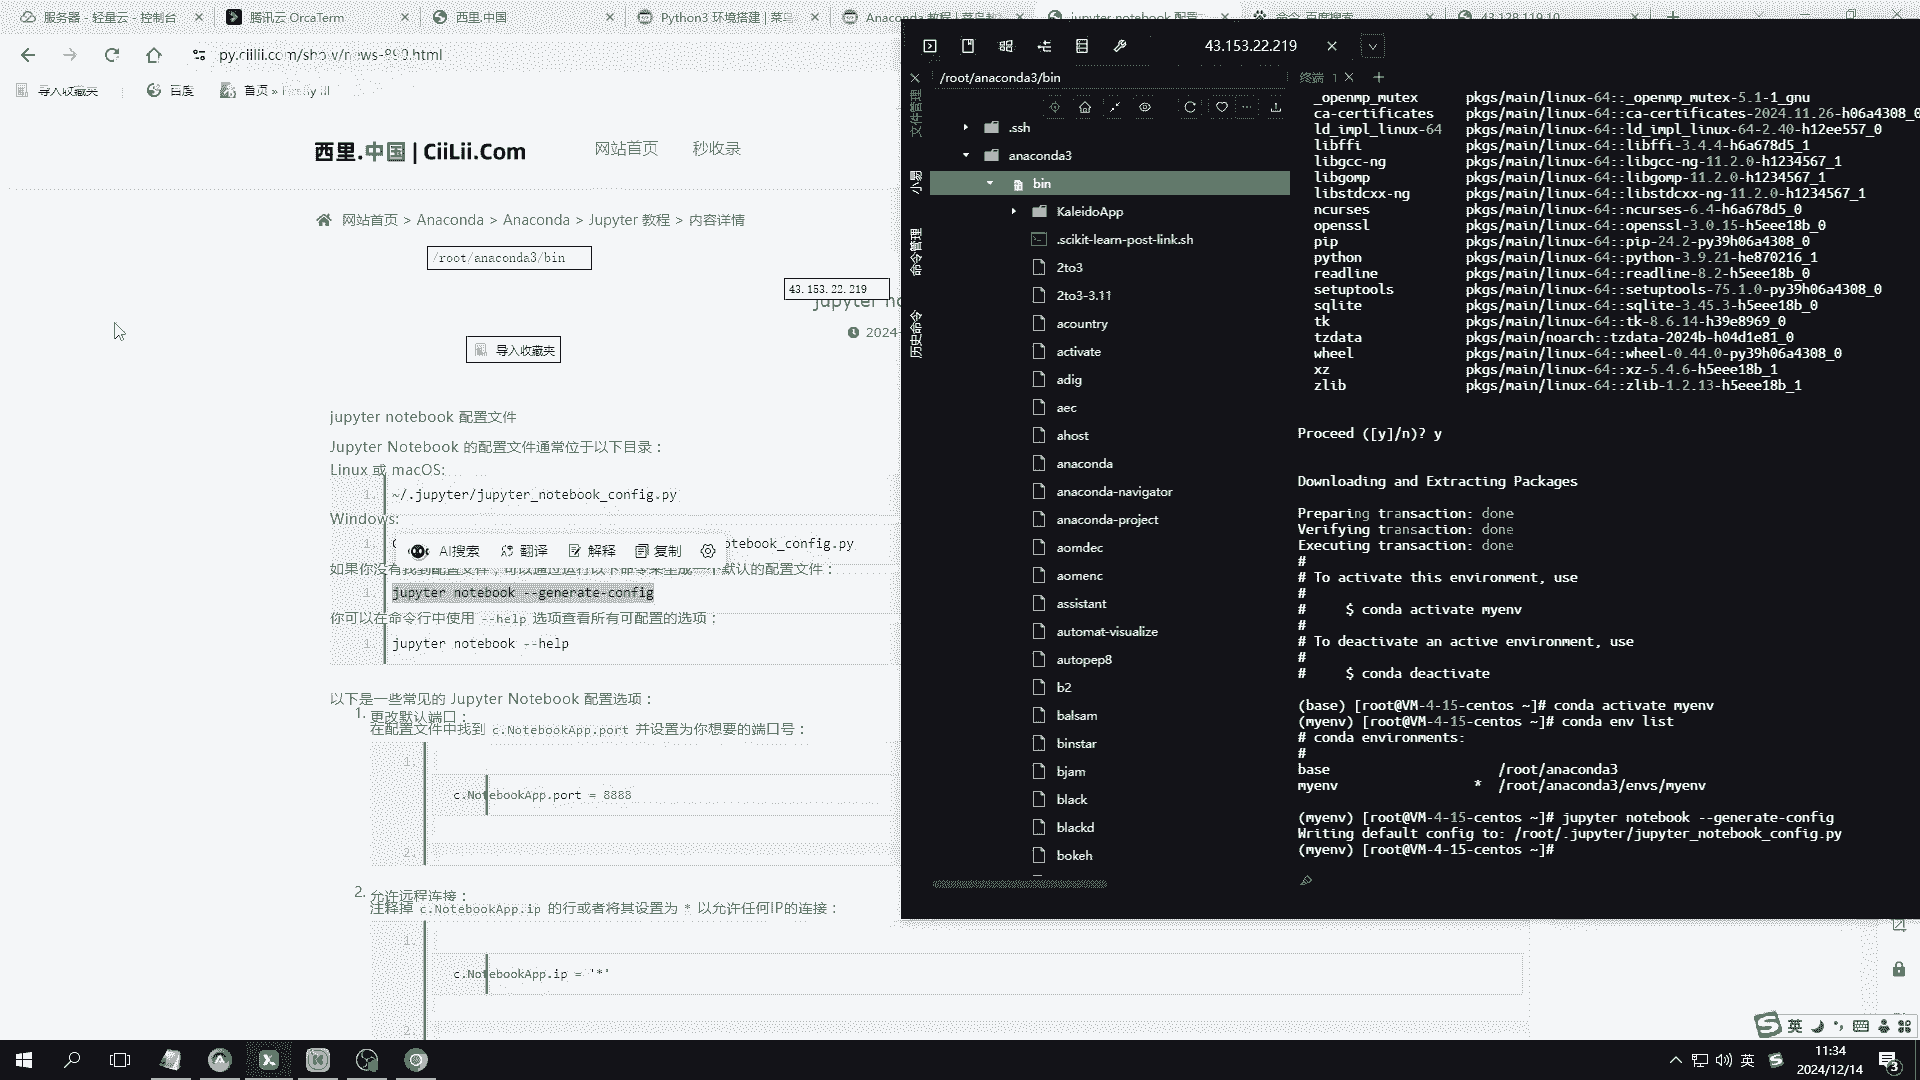 服务器 - 轻量云 - 控制台
腾讯云 OrcaTerm
西里.中国
Python3 环境搭建 | 菜鸟
43.128.119.10
py.ciilii.com/show/news-890.html
导入收藏夹
百度
西里.中国 | CiiLii.Com
网站首页
秒收录
网站首页 > Anaconda > Anaconda > Jupyter 教程 > 内容详情
/root/anaconda3/bin
43.153.22.219
jupyter
2024-
导入收藏夹
jupyter notebook 配置文件
Jupyter Notebook 的配置文件通常位于以下目录：
Linux 或 macOS:
1.
~/.jupyter/jupyter_notebook_config.py
Windows:
1.
otebook_config.py
AI搜索
翻译
解释
复制
如果你没有找到配置文件，可以通过运行以下命令来生成一个默认的配置文件：
1.
jupyter notebook --generate-config
你可以在命令行中使用 --help 选项查看所有可配置的选项：
1.
jupyter notebook --help
以下是一些常见的 Jupyter Notebook 配置选项：
1. 更改默认端口：
在配置文件中找到 c.NotebookApp.port 并设置为你想要的端口号：
1.
c.NotebookApp.port = 8888
2.
2. 允许远程连接：
注释掉 c.NotebookApp.ip 的行或者将其设置为 * 以允许任何IP的连接：
1.
c.NotebookApp.ip = '*'
2.
43.153.22.219
/root/anaconda3/bin
文件管理
小易
命令管理
历史命令
.ssh
anaconda3
bin
KaleidoApp
.scikit-learn-post-link.sh
2to3
2to3-3.11
acountry
activate
adig
aec
ahost
anaconda
anaconda-navigator
anaconda-project
aomdec
aomenc
assistant
automat-visualize
autopep8
b2
balsam
binstar
bjam
black
blackd
bokeh
终端 1
_openmp_mutex pkgs/main/linux-64::_openmp_mutex-5.1-1_gnu
ca-certificates pkgs/main/linux-64::ca-certificates-2024.11.26-h06a4308_0
ld_impl_linux-64 pkgs/main/linux-64::ld_impl_linux-64-2.40-h12ee557_0
libffi pkgs/main/linux-64::libffi-3.4.4-h6a678d5_1
libgcc-ng pkgs/main/linux-64::libgcc-ng-11.2.0-h1234567_1
libgomp pkgs/main/linux-64::libgomp-11.2.0-h1234567_1
libstdcxx-ng pkgs/main/linux-64::libstdcxx-ng-11.2.0-h1234567_1
ncurses pkgs/main/linux-64::ncurses-6.4-h6a678d5_0
openssl pkgs/main/linux-64::openssl-3.0.15-h5eee18b_0
pip pkgs/main/linux-64::pip-24.2-py39h06a4308_0
python pkgs/main/linux-64::python-3.9.21-he870216_1
readline pkgs/main/linux-64::readline-8.2-h5eee18b_0
setuptools pkgs/main/linux-64::setuptools-75.1.0-py39h06a4308_0
sqlite pkgs/main/linux-64::sqlite-3.45.3-h5eee18b_0
tk pkgs/main/linux-64::tk-8.6.14-h39e8969_0
tzdata pkgs/main/noarch::tzdata-2024b-h04d1e81_0
wheel pkgs/main/linux-64::wheel-0.44.0-py39h06a4308_0
xz pkgs/main/linux-64::xz-5.4.6-h5eee18b_1
zlib pkgs/main/linux-64::zlib-1.2.13-h5eee18b_1
Proceed ([y]/n)? y
Downloading and Extracting Packages
Preparing transaction: done
Verifying transaction: done
Executing transaction: done
#
# To activate this environment, use
#
# $ conda activate myenv
#
# To deactivate an active environment, use
#
# $ conda deactivate
(base) [root@VM-4-15-centos ~]# conda activate myenv
(myenv) [root@VM-4-15-centos ~]# conda env list
# conda environments:
#
base /root/anaconda3
myenv * /root/anaconda3/envs/myenv
(myenv) [root@VM-4-15-centos ~]# jupyter notebook --generate-config
Writing default config to: /root/.jupyter/jupyter_notebook_config.py
(myenv) [root@VM-4-15-centos ~]#
英
英
11:34
2024/12/14
3